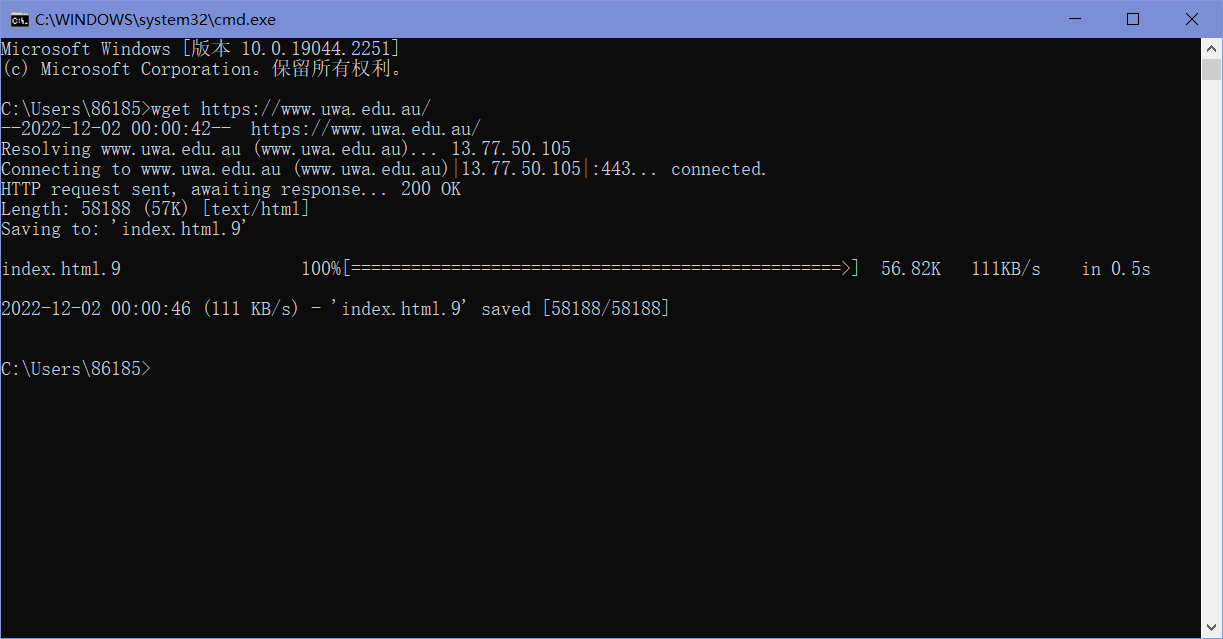 C:\WINDOWS\system32\cmd.exe
Microsoft Windows [版本 10.0.19044.2251]
(c) Microsoft Corporation。保留所有权利。
C:\Users\86185>wget https://www.uwa.edu.au/
--2022-12-02 00:00:42--  https://www.uwa.edu.au/
Resolving www.uwa.edu.au (www.uwa.edu.au)... 13.77.50.105
Connecting to www.uwa.edu.au (www.uwa.edu.au)|13.77.50.105|:443... connected.
HTTP request sent, awaiting response... 200 OK
Length: 58188 (57K) [text/html]
Saving to: 'index.html.9'
index.html.9                  100%[=================================================>]  56.82K   111KB/s    in 0.5s
2022-12-02 00:00:46 (111 KB/s) - 'index.html.9' saved [58188/58188]
C:\Users\86185>